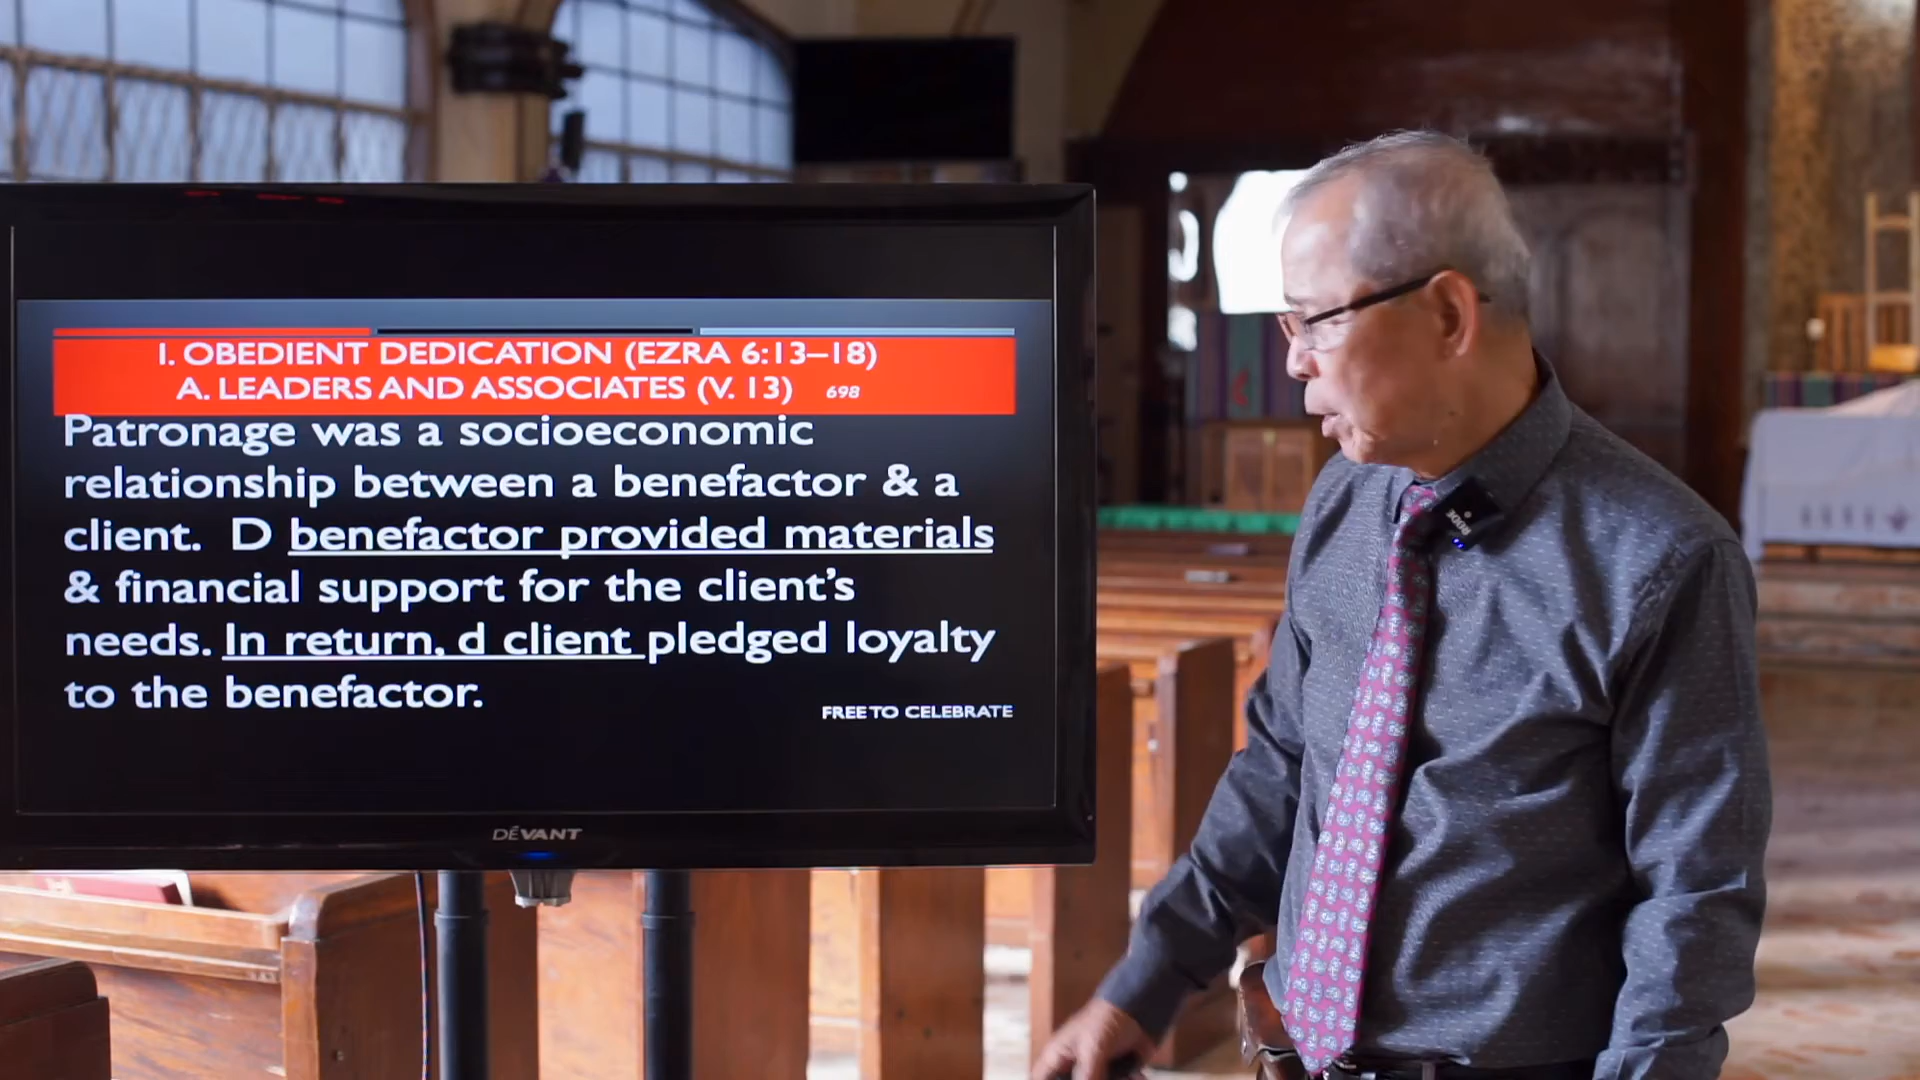 I. OBEDIENT DEDICATION (EZRA 6:13–18)
A. LEADERS AND ASSOCIATES (V. 13) 698
Patronage was a socioeconomic
relationship between a benefactor & a
client. D benefactor provided materials
& financial support for the client's
needs. In return, d client pledged loyalty
to the benefactor.
FREE TO CELEBRATE
DEVANT
RODE